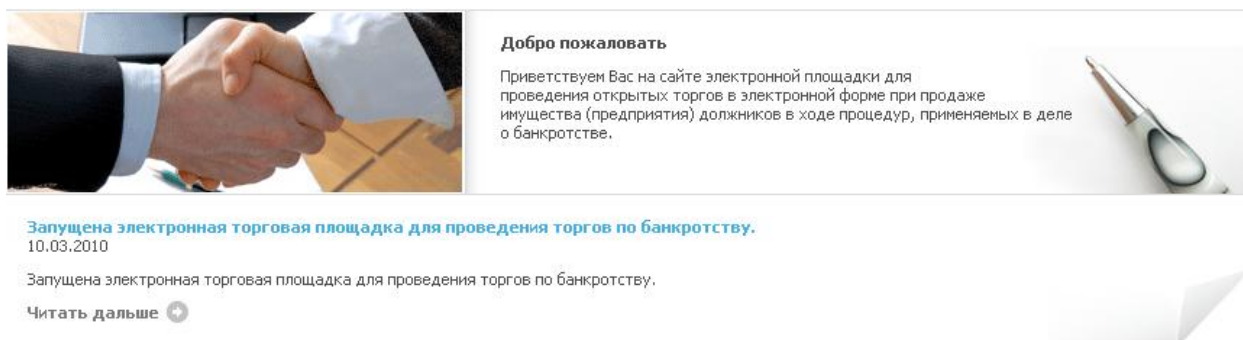 Добро пожаловать
Приветствуем Вас на сайте электронной площадки для
проведения открытых торгов в электронной форме при продаже
имущества (предприятия) должников в ходе процедур, применяемых в деле
о банкротстве.
Запущена электронная торговая площадка для проведения торгов по банкротству.
10.03.2010
Запущена электронная торговая площадка для проведения торгов по банкротству.
Читать дальше